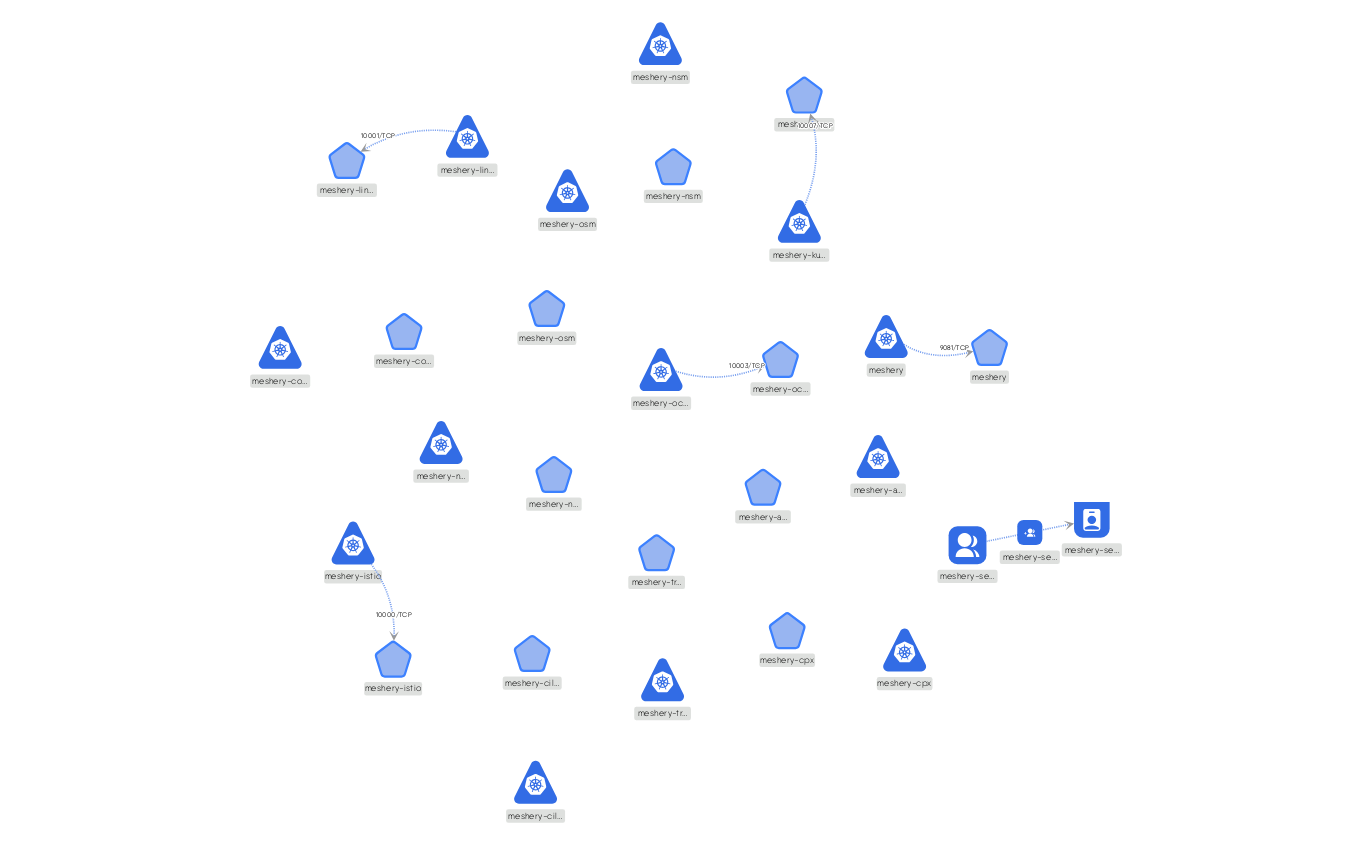 meshery-nsm
mesh
10007/TCP
10001/TCP
meshery-lin...
meshery-lin...
meshery-nsm
meshery-osm
meshery-ku...
meshery-osm
meshery-co...
meshery-co...
10003/TCP
meshery-oc...
meshery-oc...
9081/TCP
meshery
meshery
meshery-n...
meshery-n...
meshery-a...
meshery-a...
meshery-se...
meshery-se...
meshery-se...
meshery-istio
meshery-tr...
10000/TCP
meshery-istio
meshery-cil...
meshery-cpx
meshery-cpx
meshery-tr...
meshery-cil...